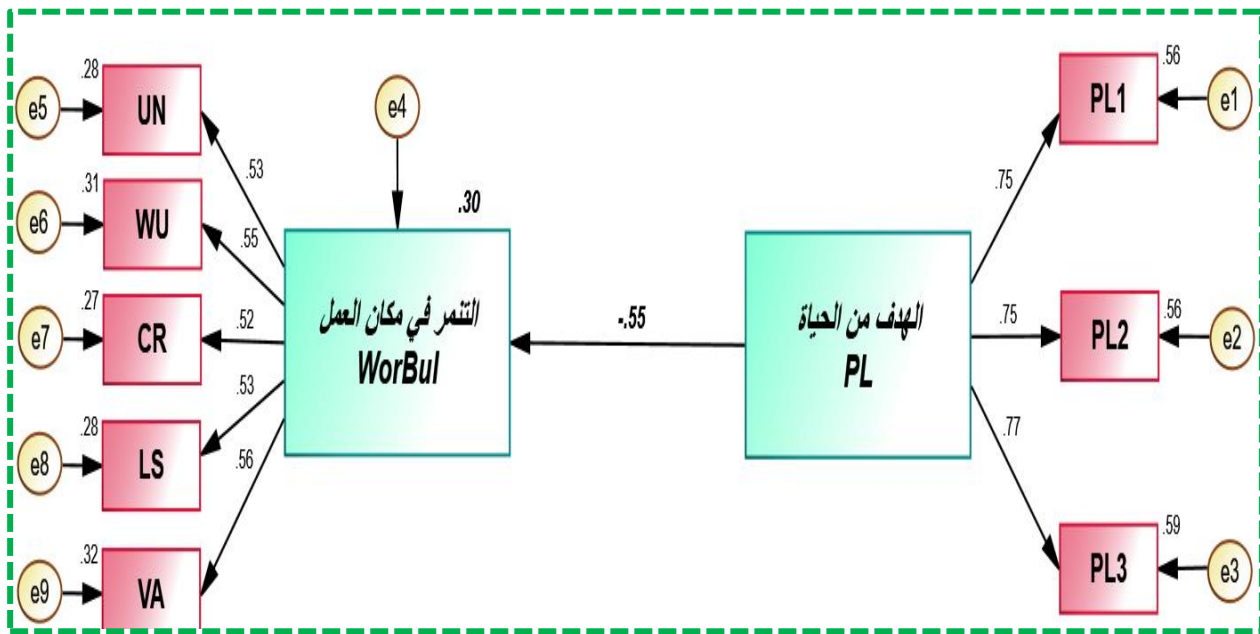 .28
e5
UN
.53
.31
e6
WU
.55
.27
e7
CR
.52
.28
e8
LS
.53
.32
e9
VA
.56
e4
.30
التنمر في مكان العمل
WorBul
-.55
الهدف من الحياة
PL
.75
.56
PL1
e1
.75
.56
PL2
e2
.77
.59
PL3
e3